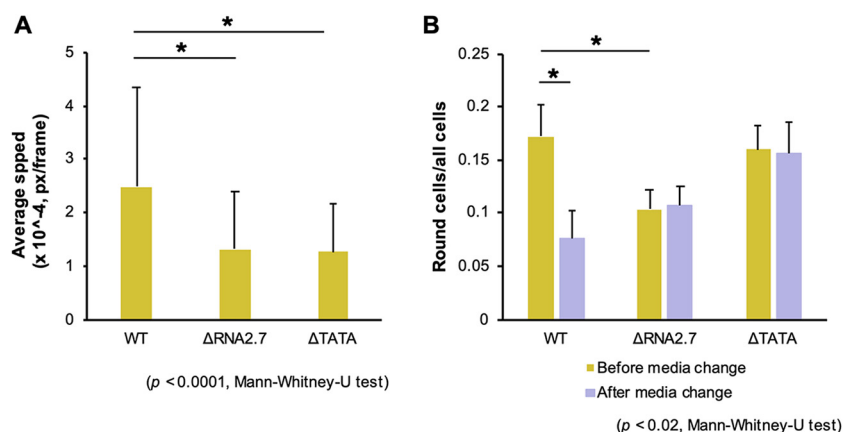 A
*
*
5
4
3
2
1
0
Average spped
(x 10^-4, px/frame)
WT ΔRNA2.7 ΔTATA
(p < 0.0001, Mann-Whitney-U test)
B
*
*
0.25
0.2
0.15
0.1
0.05
0
Round cells/all cells
WT ΔRNA2.7 ΔTATA
Before media change
After media change
(p < 0.02, Mann-Whitney-U test)